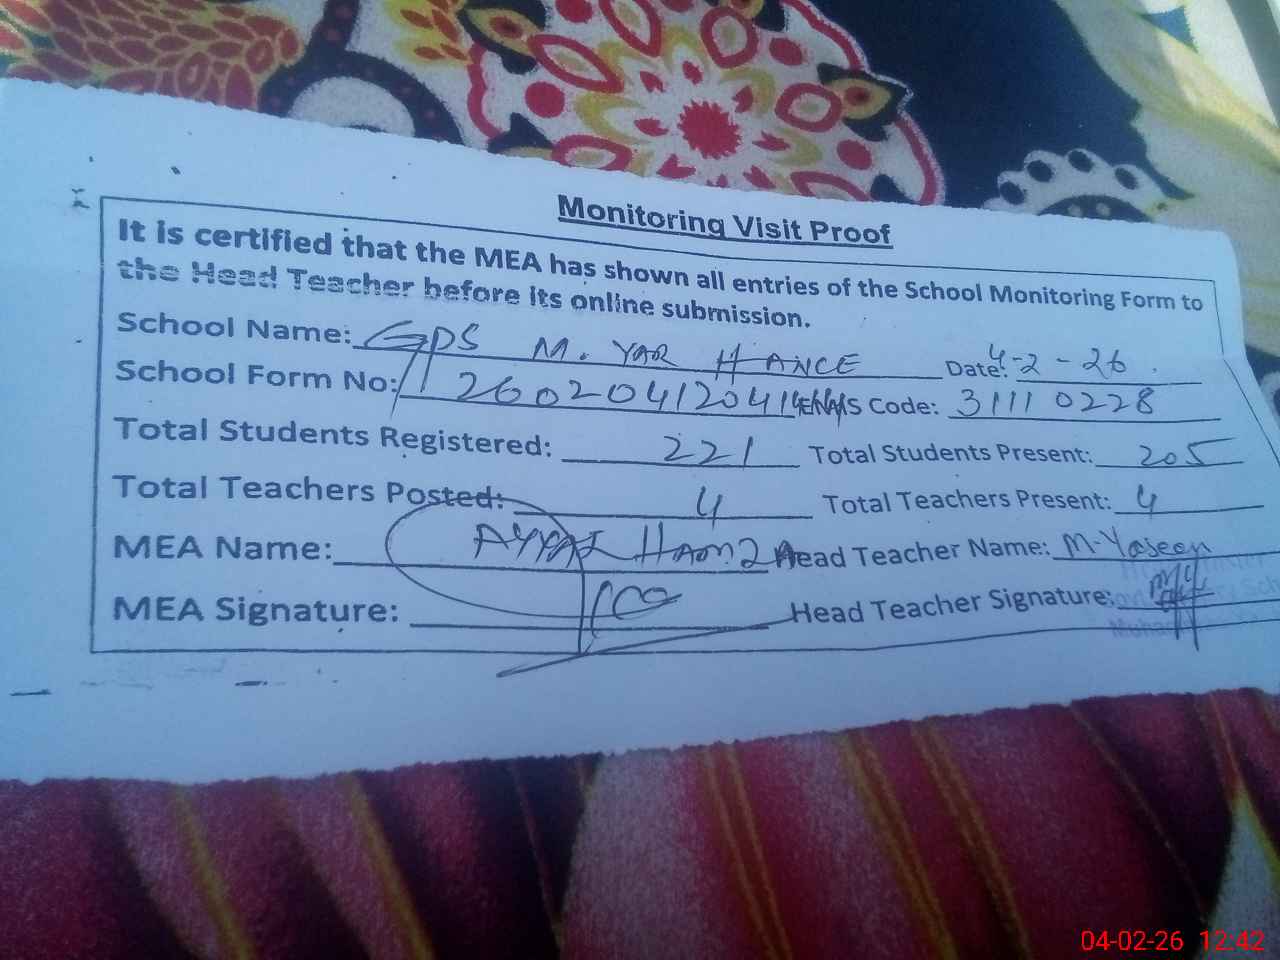 Monitoring Visit Proof
It is certified that the MEA has shown all entries of the School Monitoring Form to
the Head Teacher before its online submission.
School Name: GPS M. YAR HANCE Date: 4-2-26
School Form No: EMIS Code: 31110228
Total Students Registered: 221 Total Students Present: 205
Total Teachers Posted: 4 Total Teachers Present: 4
MEA Name: Head Teacher Name: M. Yaseen
MEA Signature: Head Teacher Signature:
04-02-26 12:42